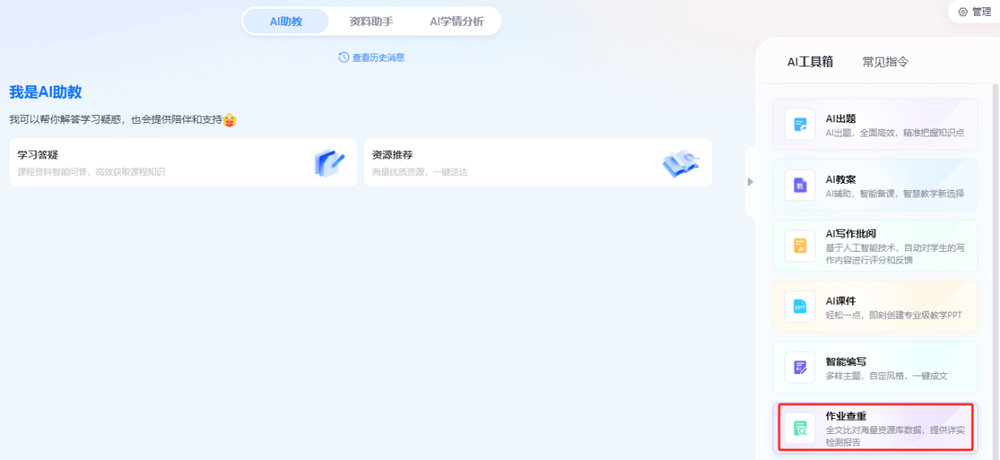 AI助教
资料助手
AI学情分析
管理
查看历史消息
我是AI助教
我可以帮你解答学习疑惑，也会提供陪伴和支持
学习答疑
课程资料智能问答，高效获取课程知识
资源推荐
海量优质资源，一键送达
AI工具箱
常见指令
AI出题
AI出题，全面高效，精准把握知识点
教
AI教案
AI辅助，智能备课，智慧教学新选择
AI
AI写作批阅
基于人工智能技术，自动对学生的写
作内容进行评分和反馈
PPT
AI课件
轻松一点，即刻创建专业级教学PPT
AI
智能编写
多样主题，自定风格，一键成文
作业查重
全文比对海量资源库数据，提供详实
检测报告